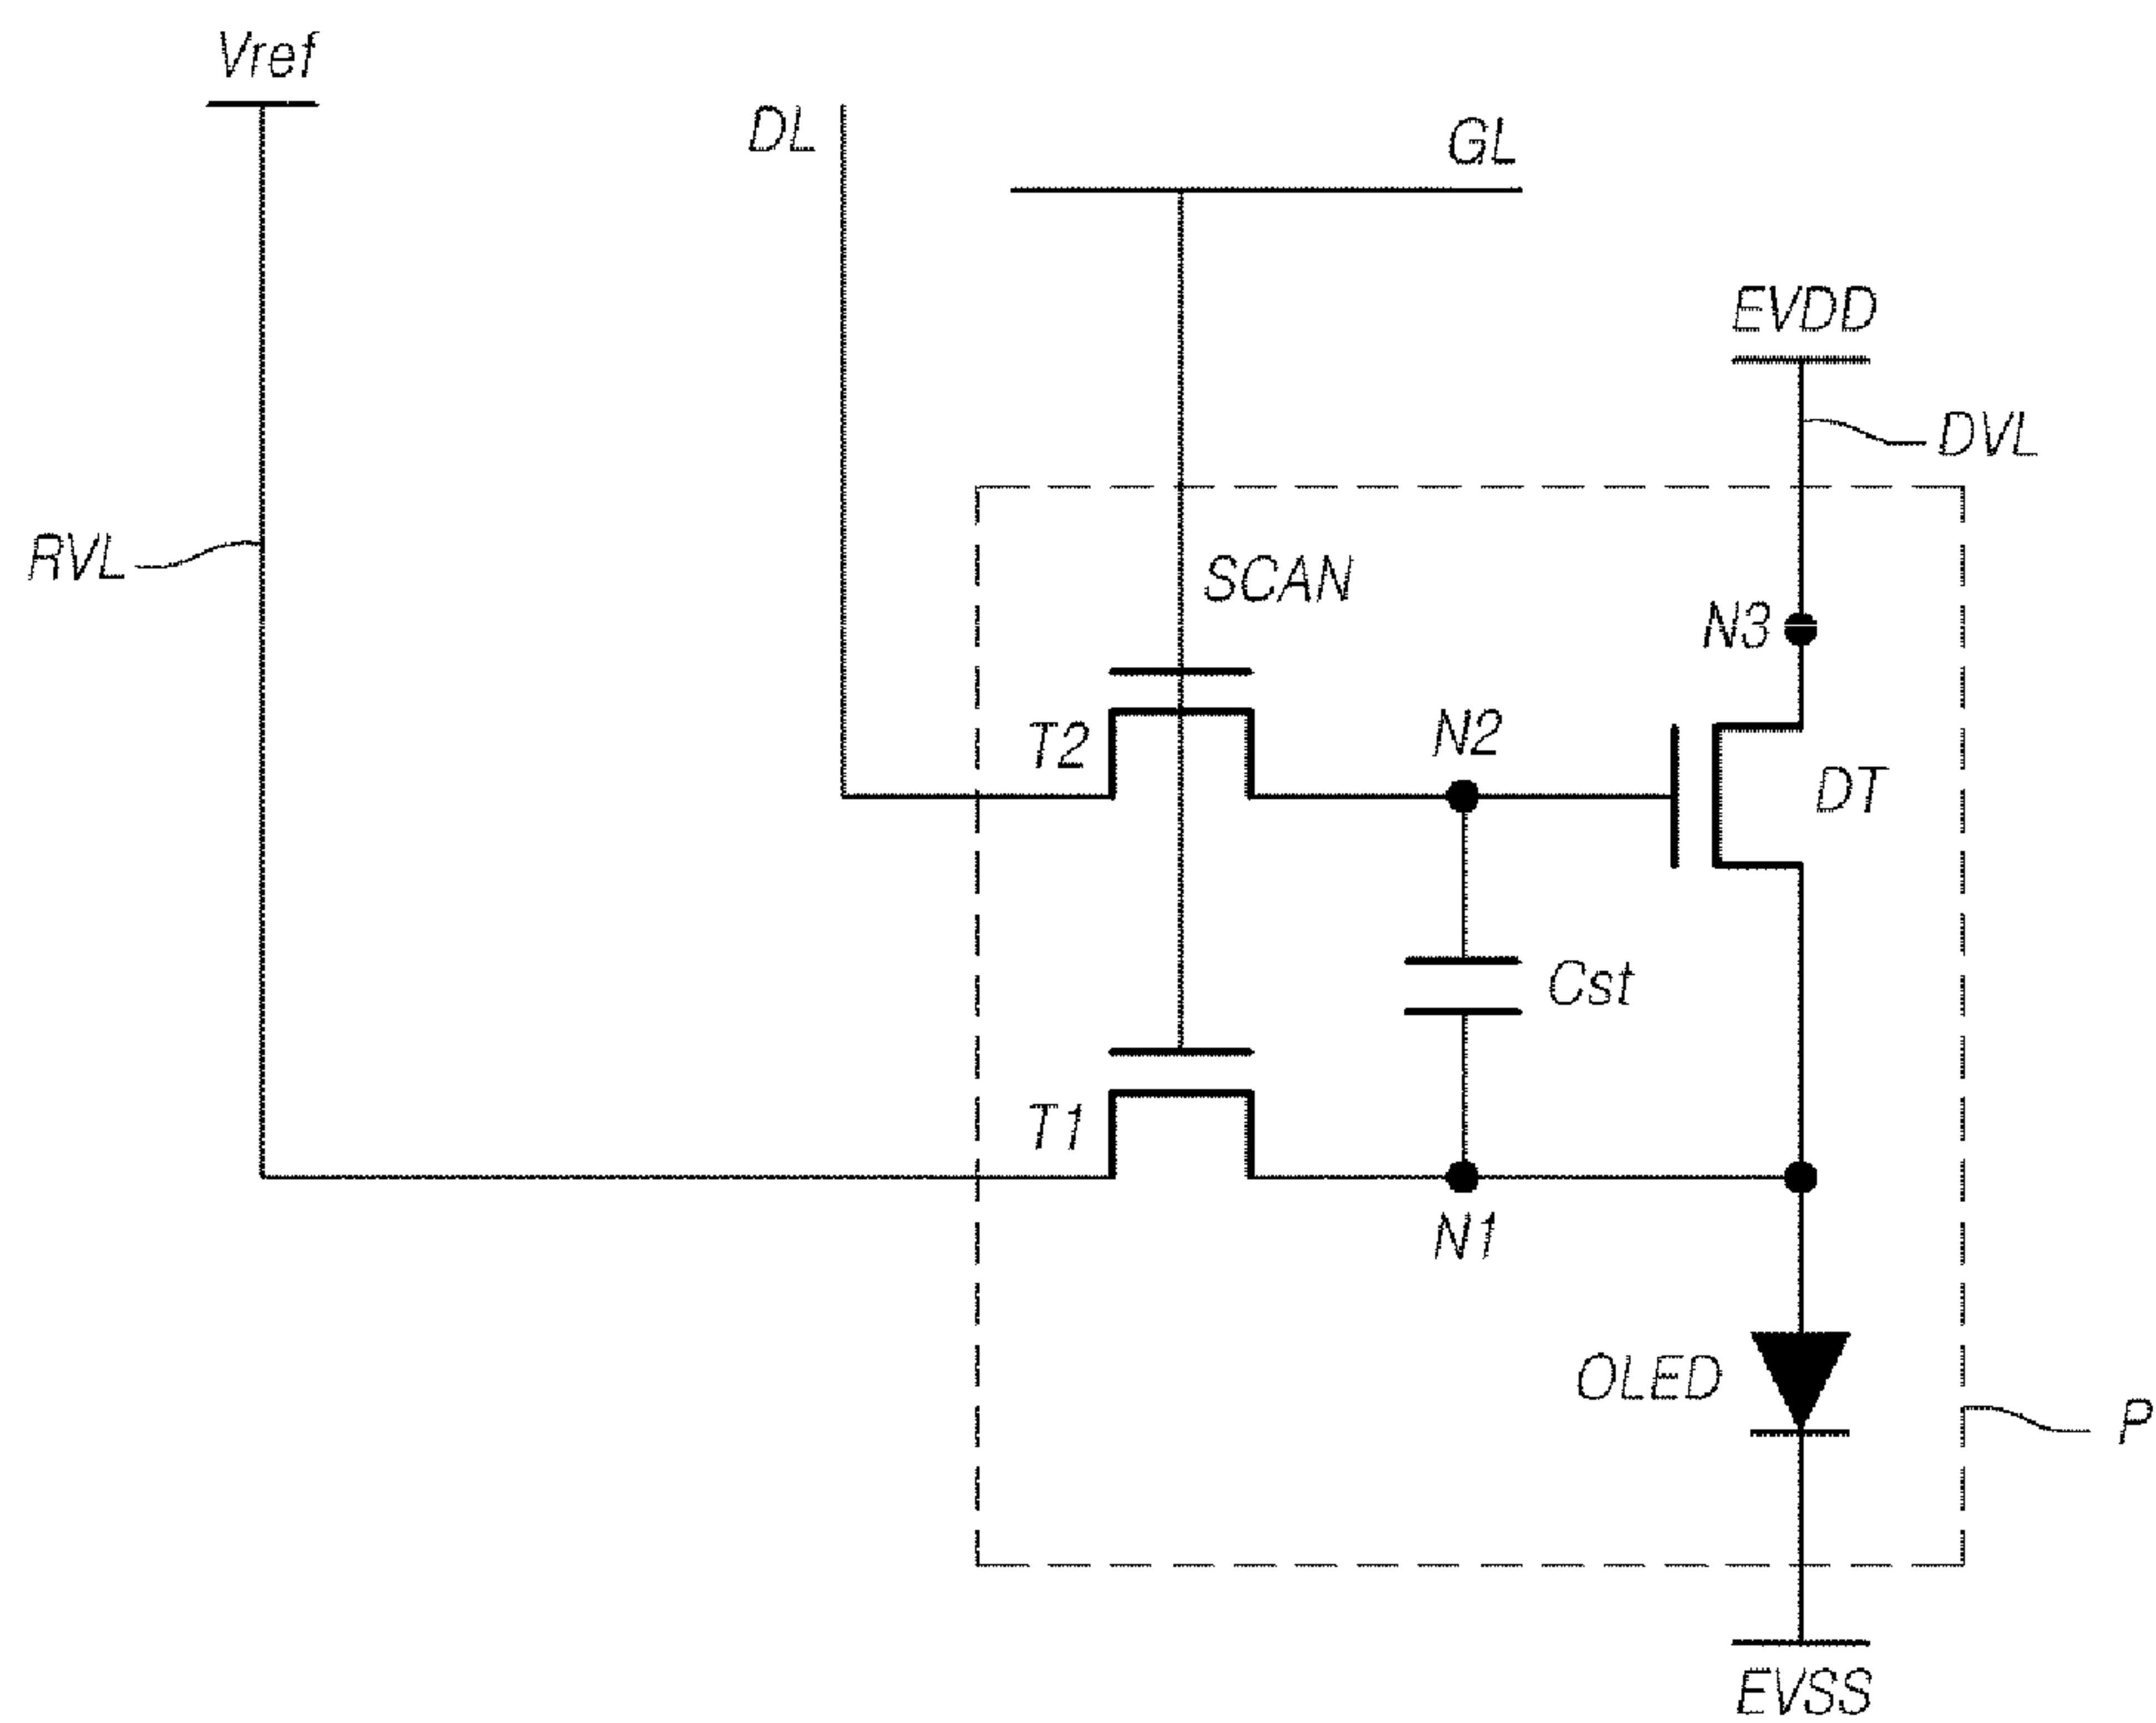 Vref
DL
GL
EVDD
DVL
RVL
SCAN
N3
T2
N2
DT
Cst
T1
N1
OLED
P
EVSS